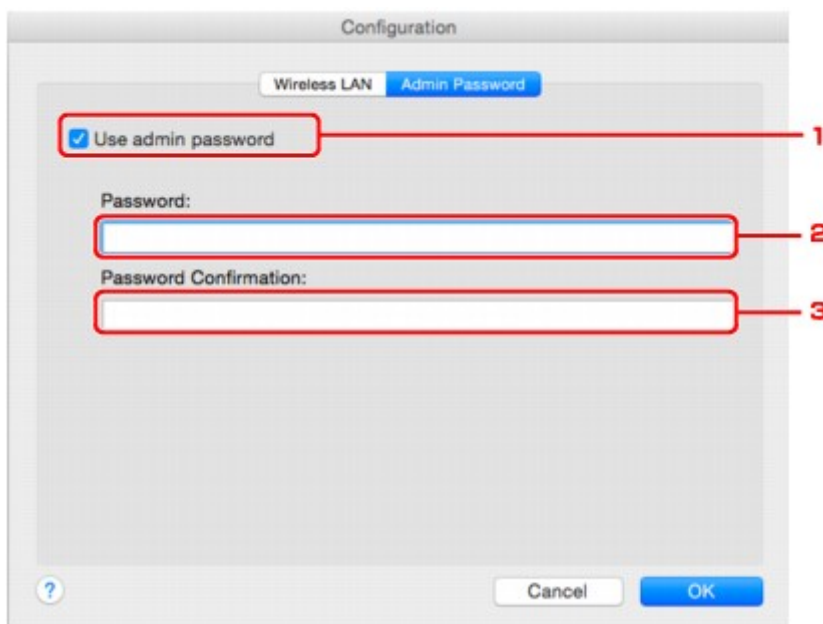 Configuration
Wireless LAN Admin Password
Use admin password 1
Password:
2
Password Confirmation:
3
? Cancel OK